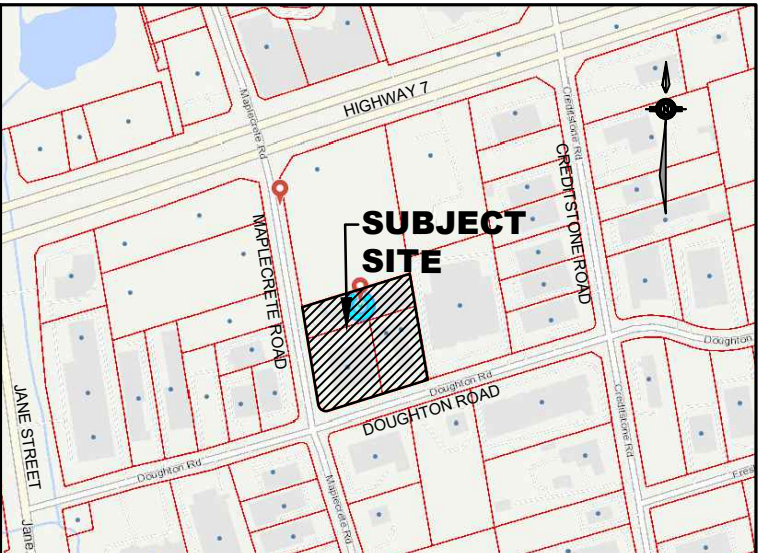 HIGHWAY 7
Maplecrete Rd
Creditstone Rd
CREDITSTONE ROAD
N
SUBJECT
SITE
MAPLECRETE ROAD
Doughton
Doughton Rd
DOUGHTON ROAD
JANE STREET
Creditstone Rd
Doughton Rd
Maplecrete Rd
Jane